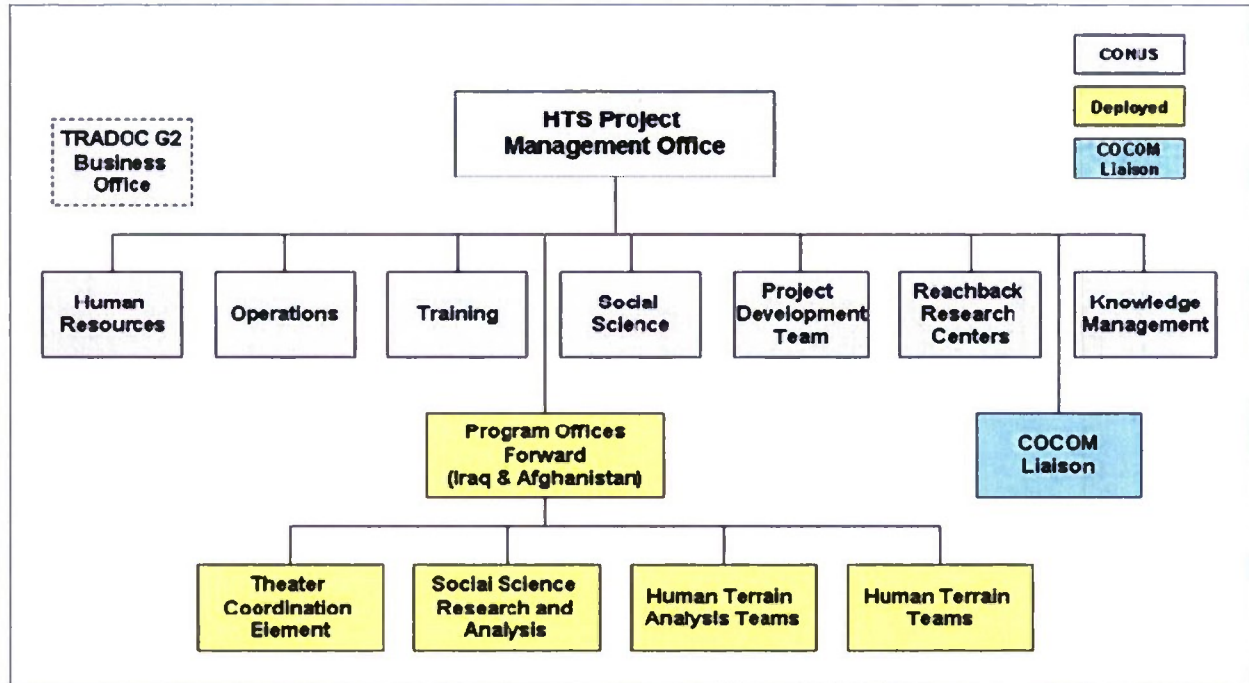 CONUS
HTS Project
Management Office
Deployed
TRADOC G2
Business
Office
COCOM
Liaison
Human
Resources
Operations
Training
Social
Science
Project
Development
Team
Reachback
Research
Centers
Knowledge
Management
Program Offices
Forward
(Iraq & Afghanistan)
COCOM
Liaison
Theater
Coordination
Element
Social Science
Research and
Analysis
Human Terrain
Analysis Teams
Human Terrain
Teams